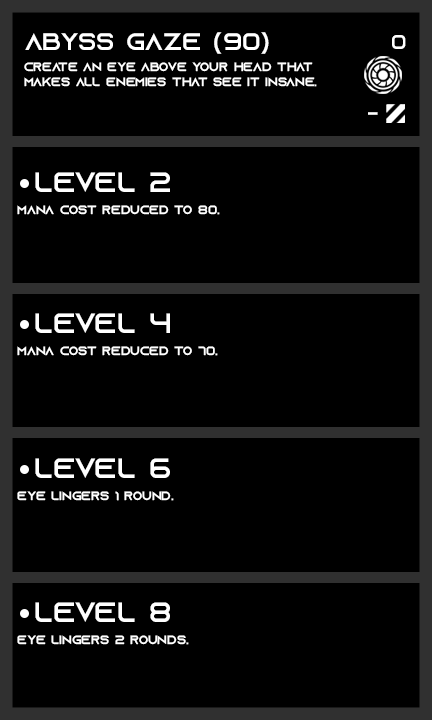 ABYSS GAZE (90)
0
CREATE AN EYE ABOVE YOUR HEAD THAT
MAKES ALL ENEMIES THAT SEE IT INSANE.
-
•LEVEL 2
MANA COST REDUCED TO 80.
•LEVEL 4
MANA COST REDUCED TO 70.
•LEVEL 6
EYE LINGERS 1 ROUND.
•LEVEL 8
EYE LINGERS 2 ROUNDS.